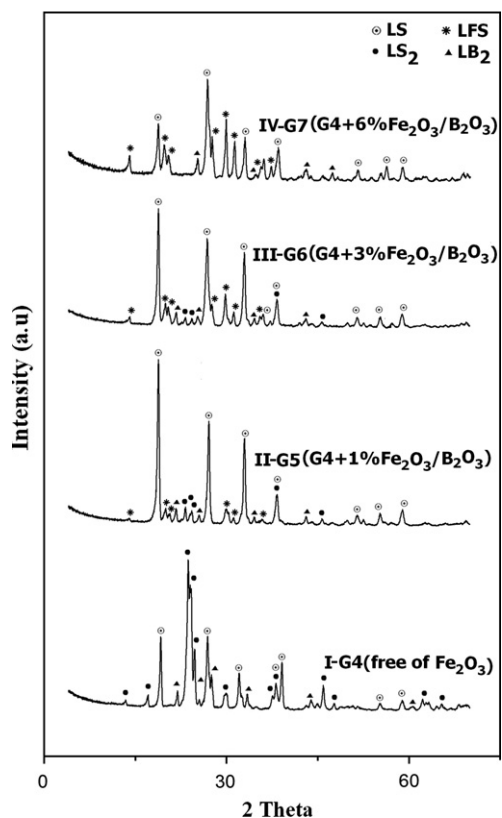 ⊙ LS ✱ LFS
● LS₂ ▲ LB₂
IV-G7(G4+6%Fe₂O₃/B₂O₃)
III-G6(G4+3%Fe₂O₃/B₂O₃)
II-G5(G4+1%Fe₂O₃/B₂O₃)
I-G4(free of Fe₂O₃)
Intensity (a.u)
0 30 60
2 Theta